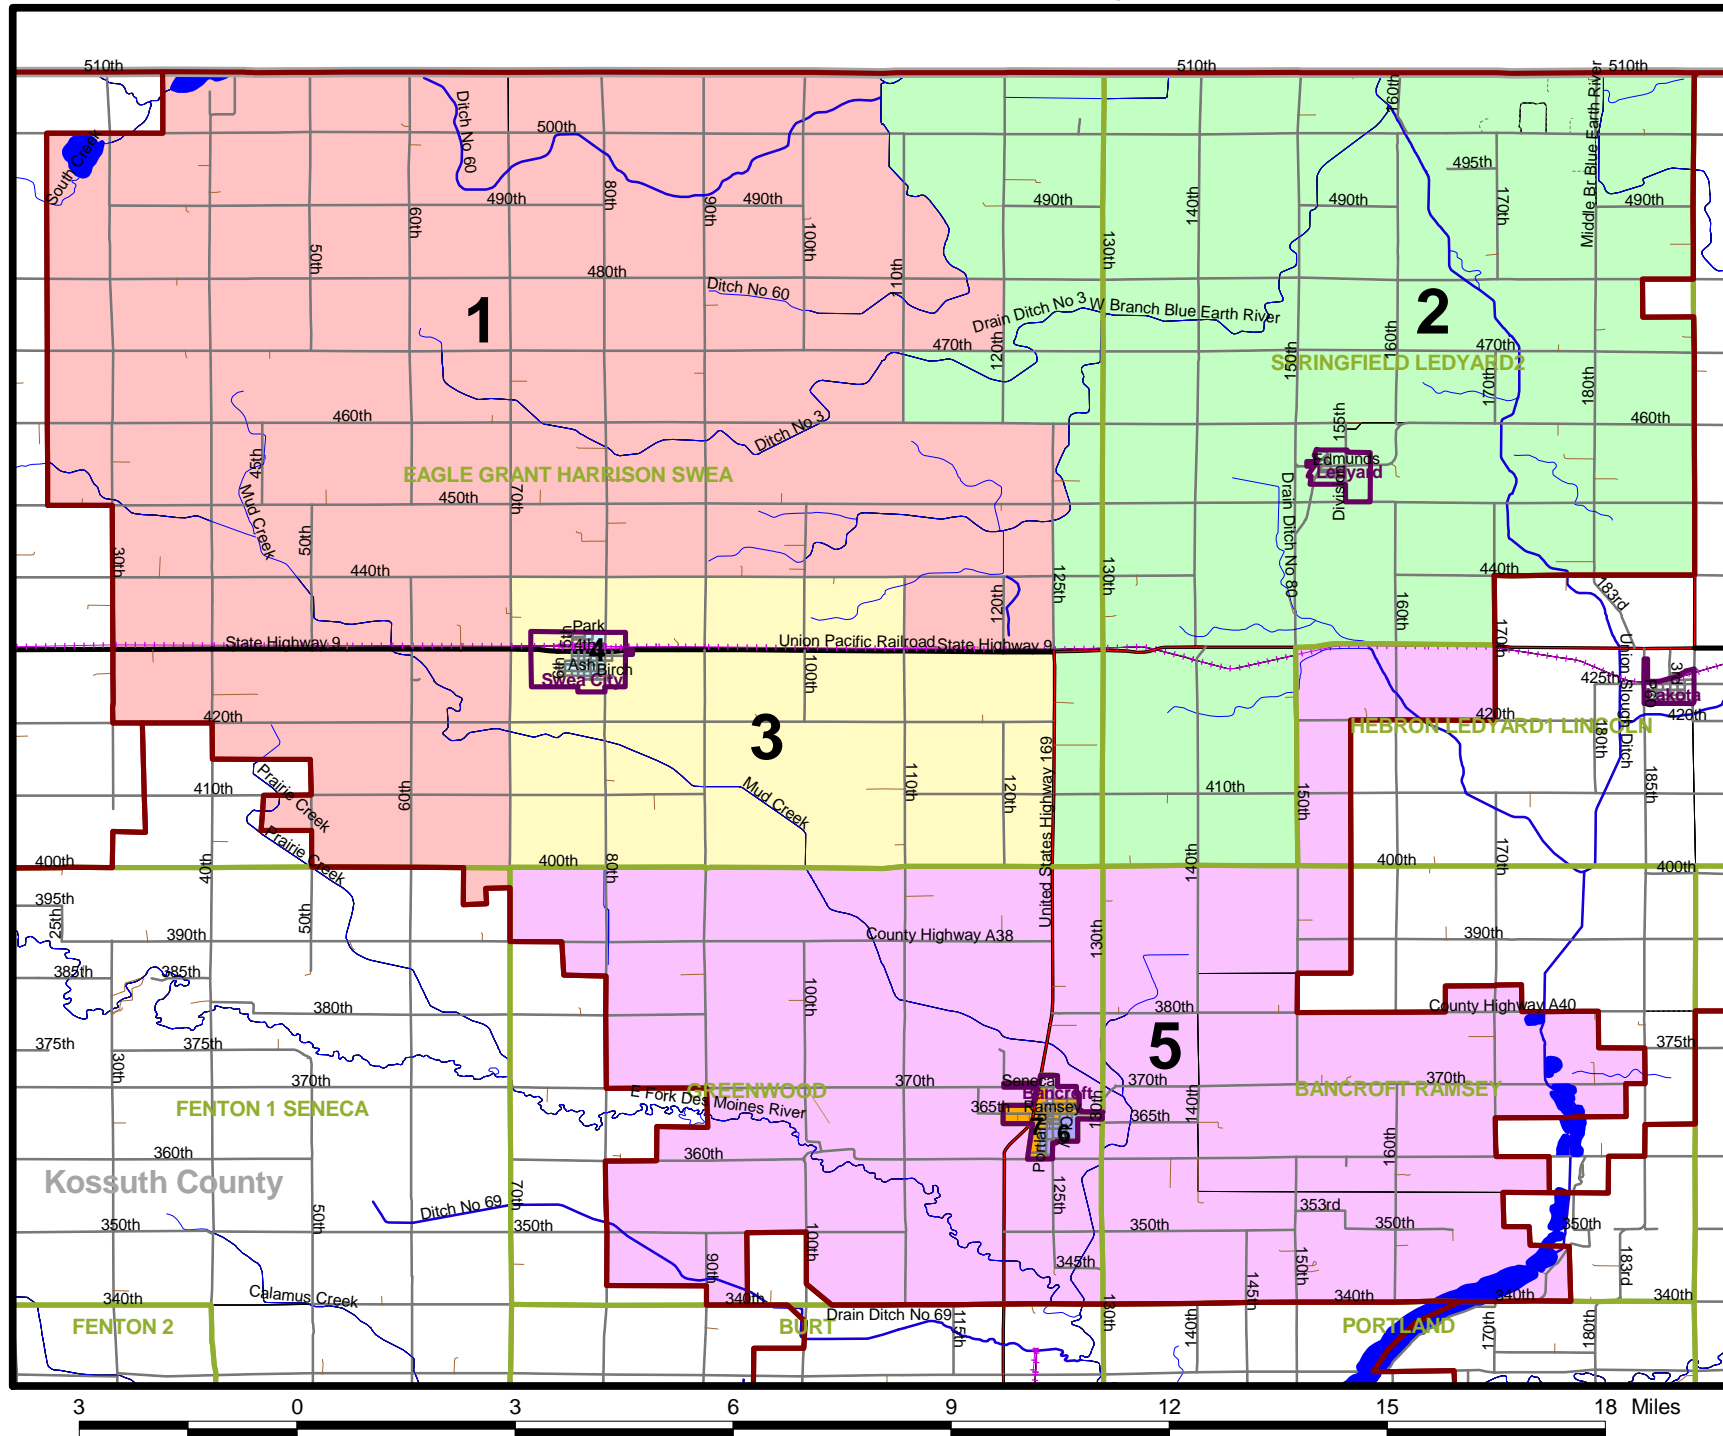 510th
510th
510th
Ditch No 60
500th
160th
Middle Br Blue Earth River
South Creek
495th
490th
80th
90th
490th
490th
140th
490th
170th
490th
60th
50th
100th
130th
480th
110th
Ditch No 60
1
2
Drain Ditch No 3
W Branch Blue Earth River
470th
120th
150th
160th
470th
SPRINGFIELD LEDYARD2
170th
180th
460th
Ditch No 3
155th
460th
45th
EAGLE GRANT HARRISON SWEA
Edmunds
Ledyard
450th
70th
Mud Creek
Drain Ditch No 80
Division
30th
50th
440th
125th
130th
440th
120th
160th
183rd
Park
State Highway 9
5th
4th
4
Union Pacific Railroad
State Highway 9
170th
Union Slough Ditch
6th
Ash
Birch
Swea City
100th
425th
3rd
Lakota
420th
3
420th
420th
HEBRON LEDYARD1 LINCOLN
180th
Prairie Creek
410th
60th
Mud Creek
110th
120th
United States Highway 169
410th
150th
185th
Prairie Creek
400th
40th
400th
80th
140th
400th
170th
400th
395th
25th
50th
390th
County Highway A38
130th
390th
385th
385th
380th
100th
380th
County Highway A40
375th
375th
5
375th
30th
370th
370th
Seneca
370th
370th
GREENWOOD
Bancroft
BANCROFT RAMSEY
FENTON 1 SENECA
E Fork Des Moines River
365th
Ramsey
130th
365th
140th
7
6
Portland
360th
360th
160th
Kossuth County
70th
125th
Ditch No 69
353rd
350th
50th
350th
100th
350th
350th
350th
90th
345th
150th
145th
183rd
Calamus Creek
340th
340th
340th
340th
340th
FENTON 2
BURT
Drain Ditch No 69
115th
130th
140th
PORTLAND
170th
180th
3
0
3
6
9
12
15
18
Miles